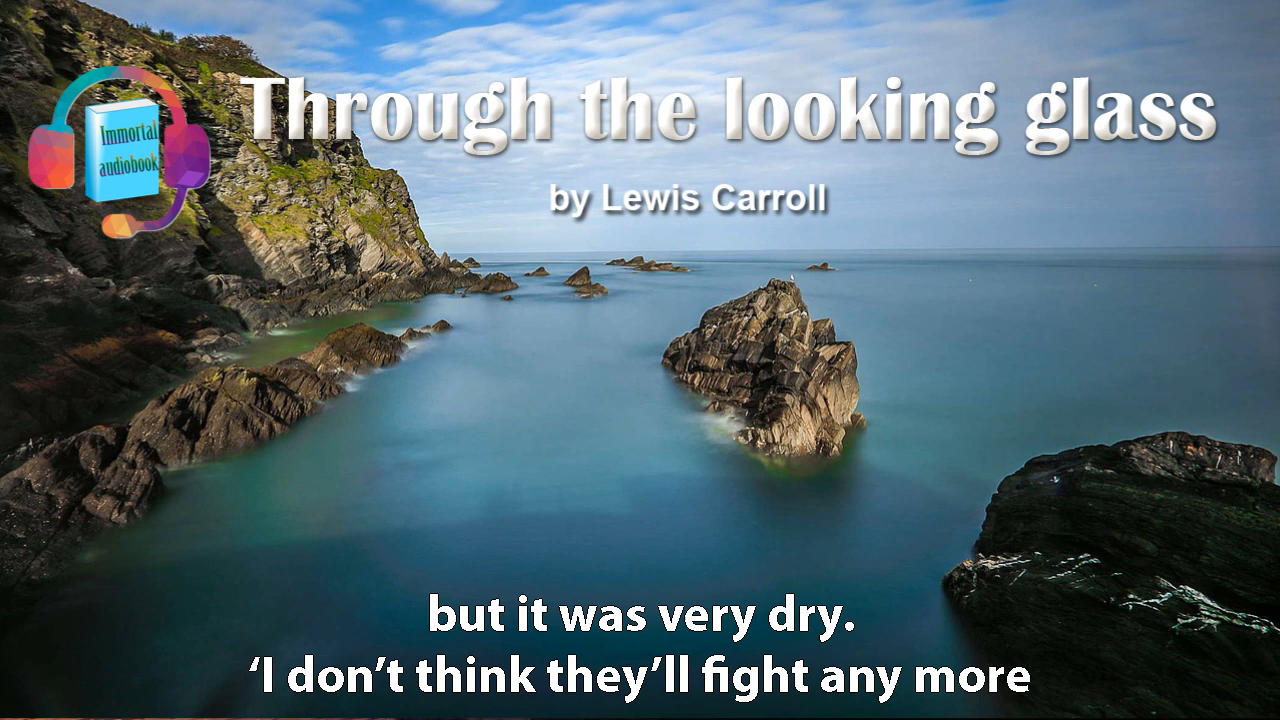 Through the looking glass
Immortal
audiobook
by Lewis Carroll
but it was very dry.
‘I don’t think they’ll fight any more